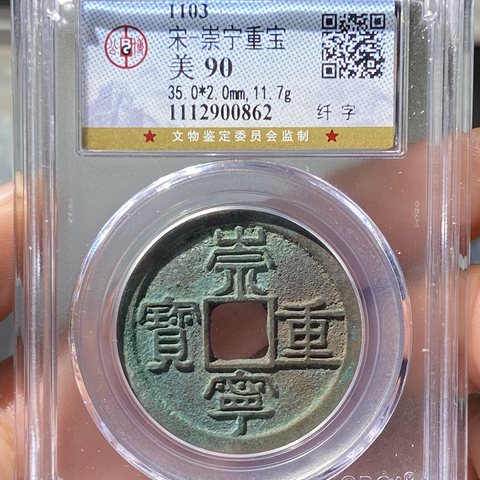 1103
宋·崇宁重宝
美 90
35.0*2.0mm,11.7g
1112900862 纤字
★ 文物鉴定委员会监制 ★
崇
寶 重
寧